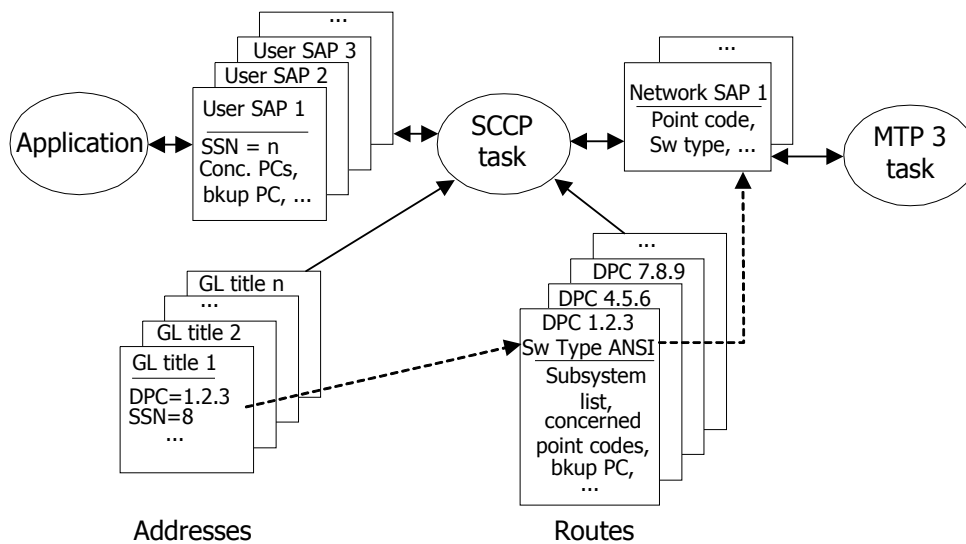 ...
User SAP 3
User SAP 2
User SAP 1
SSN = n
Conc. PCs,
bkup PC, ...
Application
SCCP
task
...
Network SAP 1
Point code,
Sw type, ...
MTP 3
task
GL title n
...
GL title 2
GL title 1
DPC=1.2.3
SSN=8
...
...
DPC 7.8.9
DPC 4.5.6
DPC 1.2.3
Sw Type ANSI
Subsystem
list,
concerned
point codes,
bkup PC,
...
Addresses
Routes